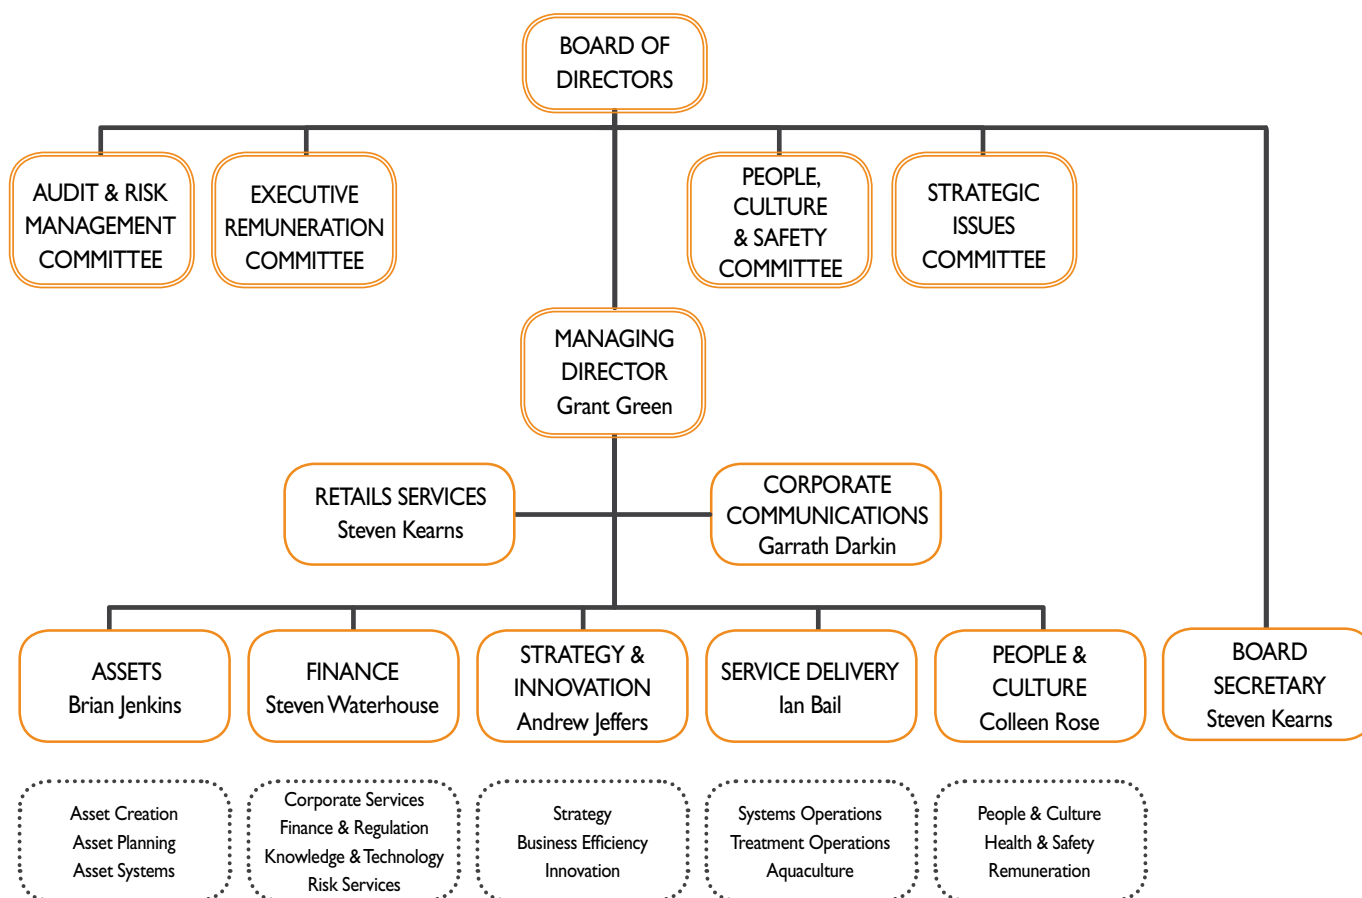 BOARD OF
DIRECTORS
AUDIT & RISK
MANAGEMENT
COMMITTEE
EXECUTIVE
REMUNERATION
COMMITTEE
PEOPLE,
CULTURE
& SAFETY
COMMITTEE
STRATEGIC
ISSUES
COMMITTEE
MANAGING
DIRECTOR
Grant Green
RETAILS SERVICES
Steven Kearns
CORPORATE
COMMUNICATIONS
Garrath Darkin
ASSETS
Brian Jenkins
FINANCE
Steven Waterhouse
STRATEGY &
INNOVATION
Andrew Jeffers
SERVICE DELIVERY
Ian Bail
PEOPLE &
CULTURE
Colleen Rose
BOARD
SECRETARY
Steven Kearns
Asset Creation
Asset Planning
Asset Systems
Corporate Services
Finance & Regulation
Knowledge & Technology
Risk Services
Strategy
Business Efficiency
Innovation
Systems Operations
Treatment Operations
Aquaculture
People & Culture
Health & Safety
Remuneration